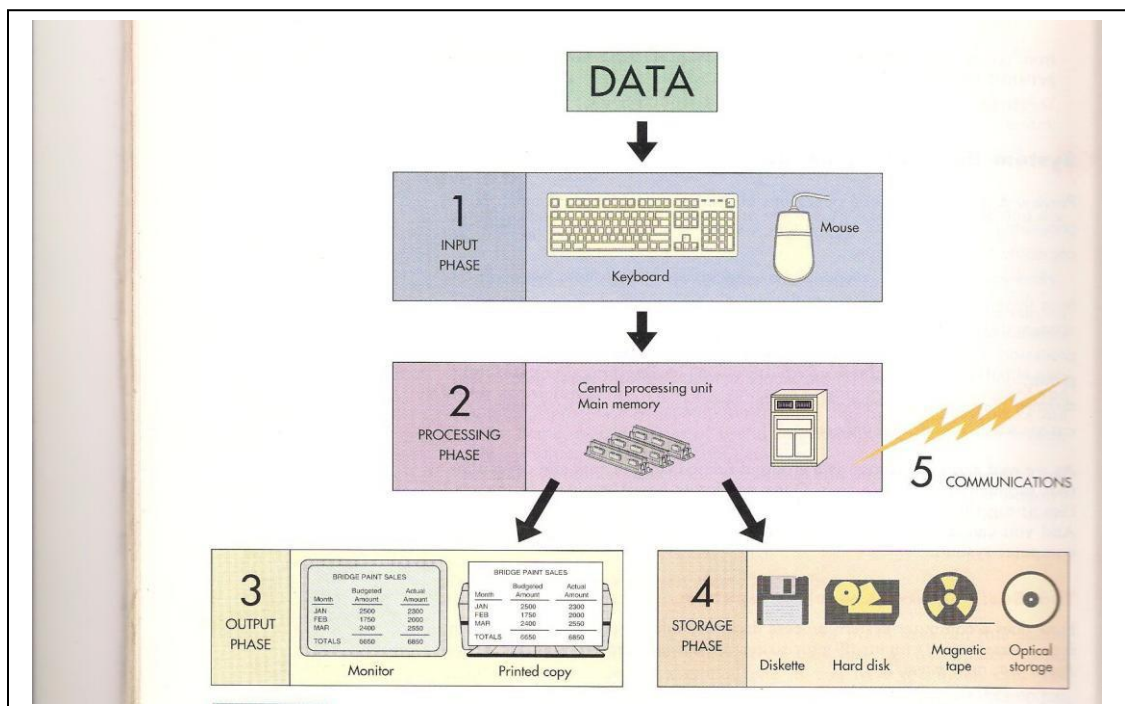 DATA
1
INPUT
PHASE
Keyboard
Mouse
2
PROCESSING
PHASE
Central processing unit
Main memory
5 COMMUNICATIONS
3
OUTPUT
PHASE
BRIDGE PAINT SALES
Budgeted Actual
Month Amount Amount
JAN 2500 2300
FEB 1750 2000
MAR 2400 2550
TOTALS 6650 6850
Monitor
BRIDGE PAINT SALES
Budgeted Actual
Month Amount Amount
JAN 2500 2300
FEB 1750 2000
MAR 2400 2550
TOTALS 6650 6850
Printed copy
4
STORAGE
PHASE
Diskette
Hard disk
Magnetic
tape
Optical
storage